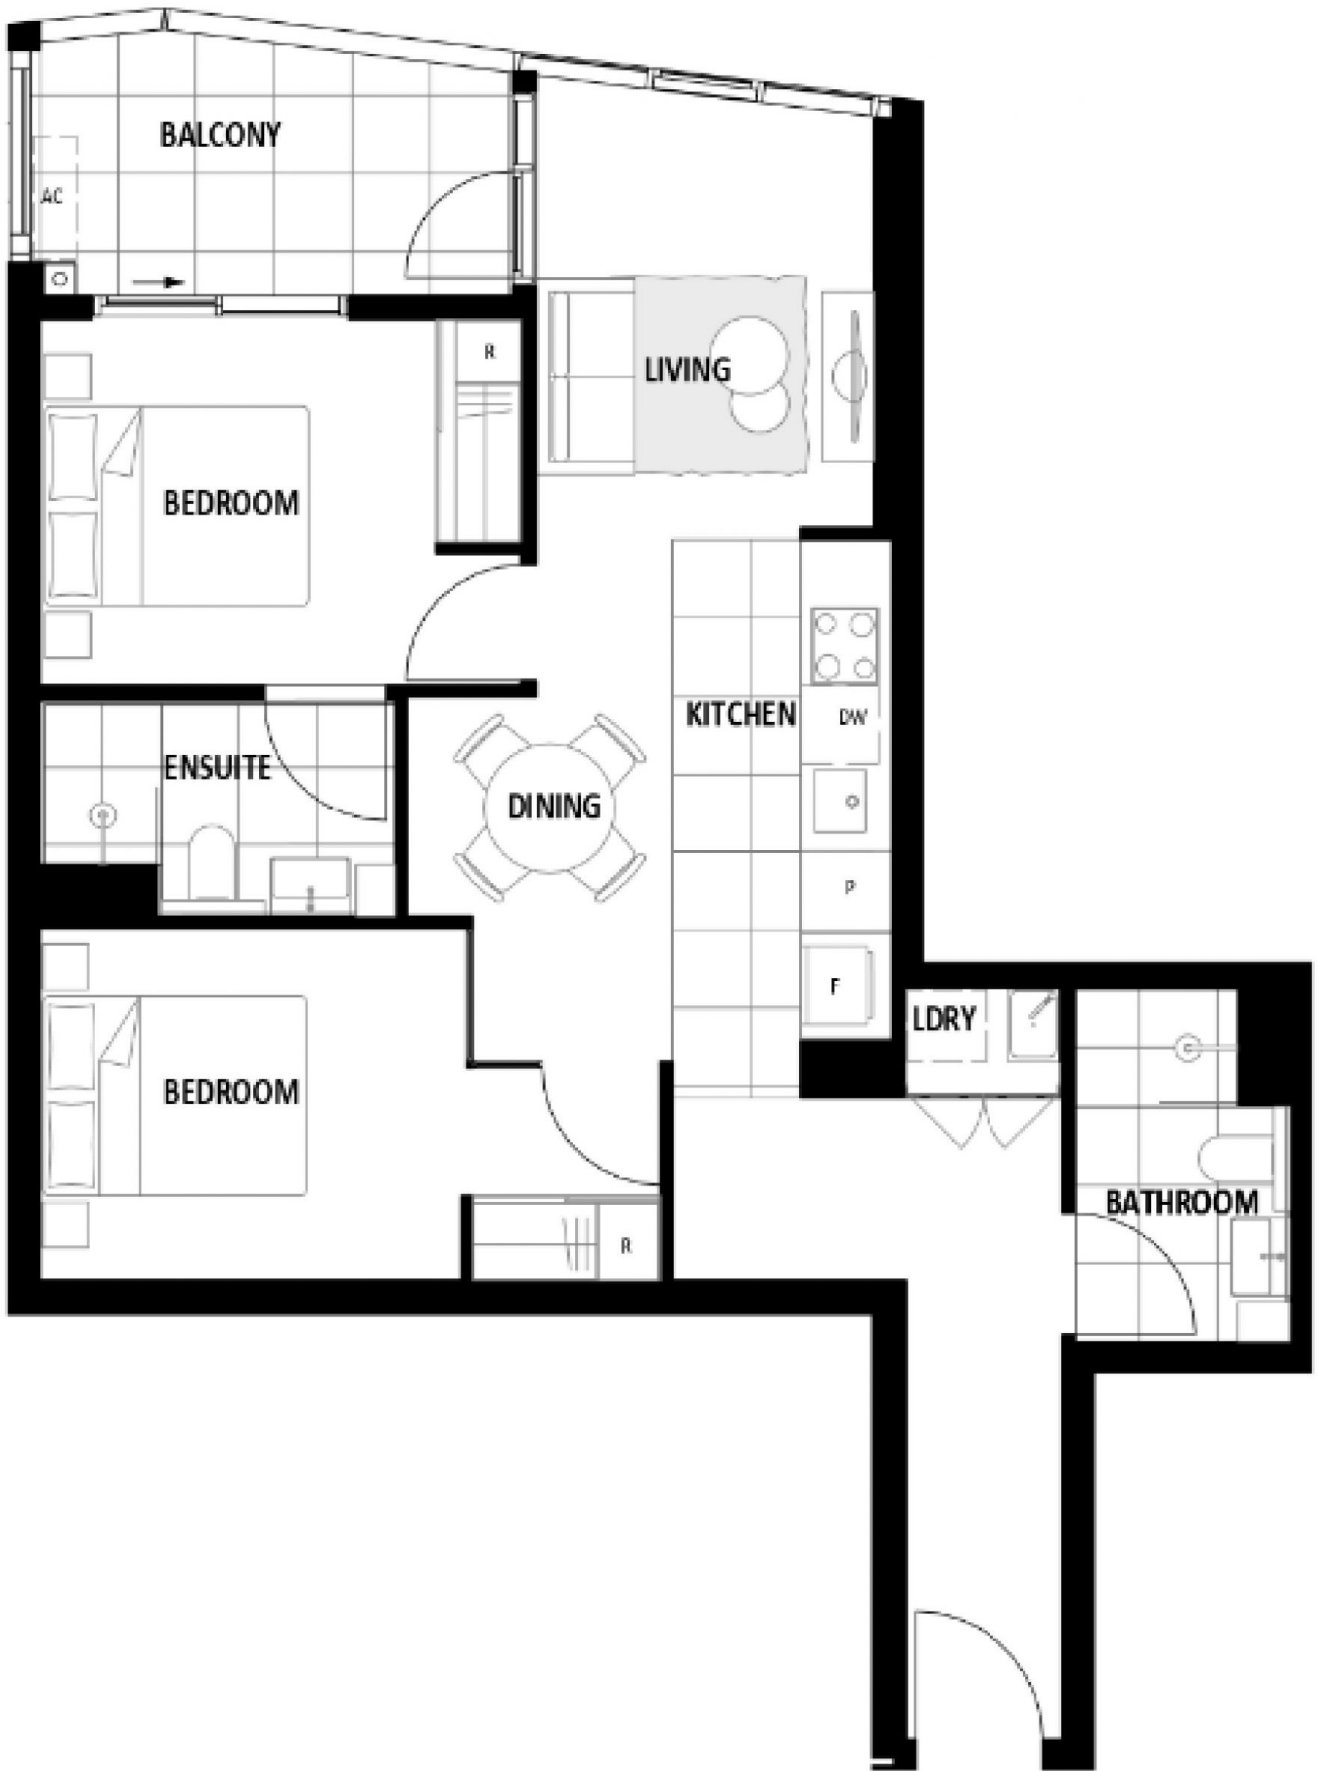 BALCONY
AC
R
LIVING
BEDROOM
KITCHEN
DW
ENSUITE
DINING
P
F
LDRY
BEDROOM
BATHROOM
R